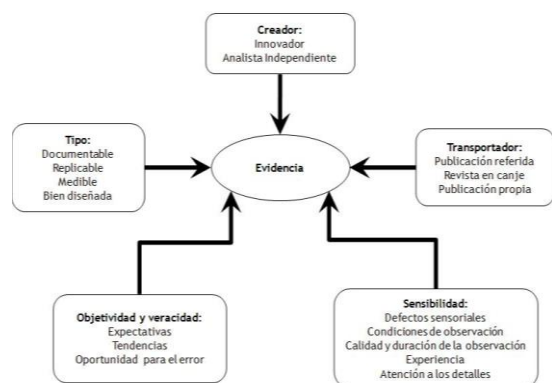 Creador:
Innovador
Analista Independiente
Tipo:
Documentable
Replicable
Medible
Bien diseñada
Evidencia
Transportador:
Publicación referida
Revista en canje
Publicación propia
Objetividad y veracidad:
Expectativas
Tendencias
Oportunidad para el error
Sensibilidad:
Defectos sensoriales
Condiciones de observación
Calidad y duración de la observación
Experiencia
Atención a los detalles